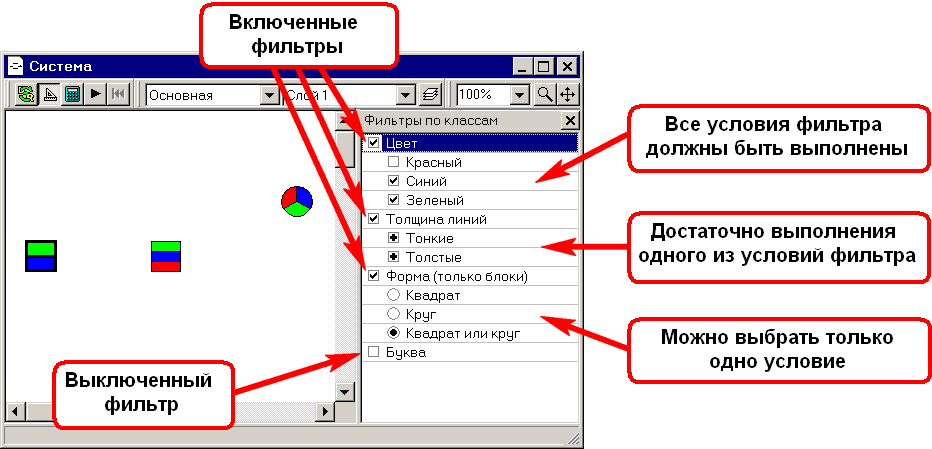 Включенные
фильтры
Система
Основная
Слой 1
100%
Фильтры по классам
Цвет
Красный
Синий
Зеленый
Толщина линий
Тонкие
Толстые
Форма (только блоки)
Квадрат
Круг
Квадрат или круг
Буква
Все условия фильтра
должны быть выполнены
Достаточно выполнения
одного из условий фильтра
Можно выбрать только
одно условие
Выключенный
фильтр